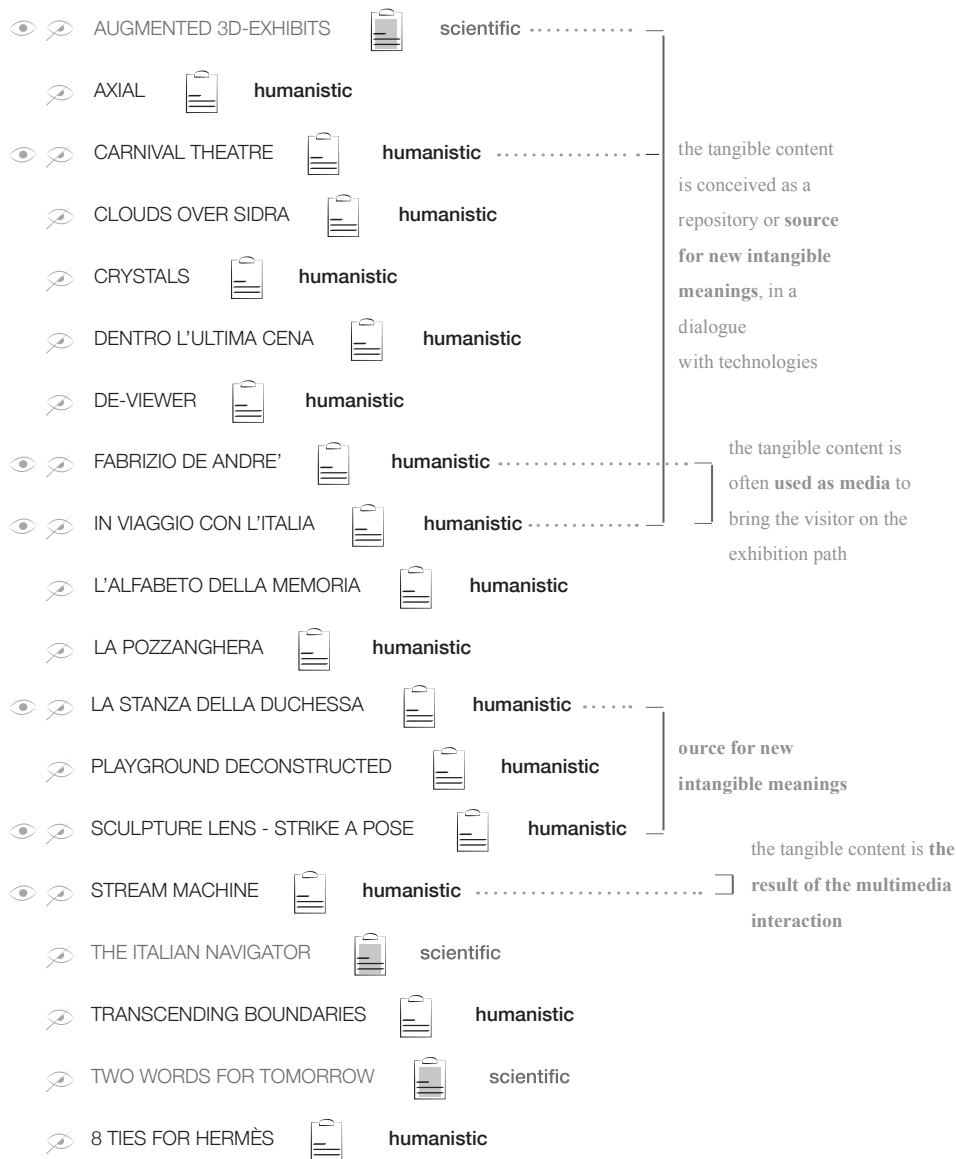 AUGMENTED 3D-EXHIBITS scientific
AXIAL humanistic
CARNIVAL THEATRE humanistic
CLOUDS OVER SIDRA humanistic
CRYSTALS humanistic
DENTRO L'ULTIMA CENA humanistic
DE-VIEWER humanistic
FABRIZIO DE ANDRE' humanistic
IN VIAGGIO CON L'ITALIA humanistic
L'ALFABETO DELLA MEMORIA humanistic
LA POZZANGHERA humanistic
LA STANZA DELLA DUCHESSA humanistic
PLAYGROUND DECONSTRUCTED humanistic
SCULPTURE LENS - STRIKE A POSE humanistic
STREAM MACHINE humanistic
THE ITALIAN NAVIGATOR scientific
TRANSCENDING BOUNDARIES humanistic
TWO WORDS FOR TOMORROW scientific
8 TIES FOR HERMÈS humanistic
the tangible content
is conceived as a
repository or source
for new intangible
meanings, in a
dialogue
with technologies
the tangible content is
often used as media to
bring the visitor on the
exhibition path
ource for new
intangible meanings
the tangible content is the
result of the multimedia
interaction